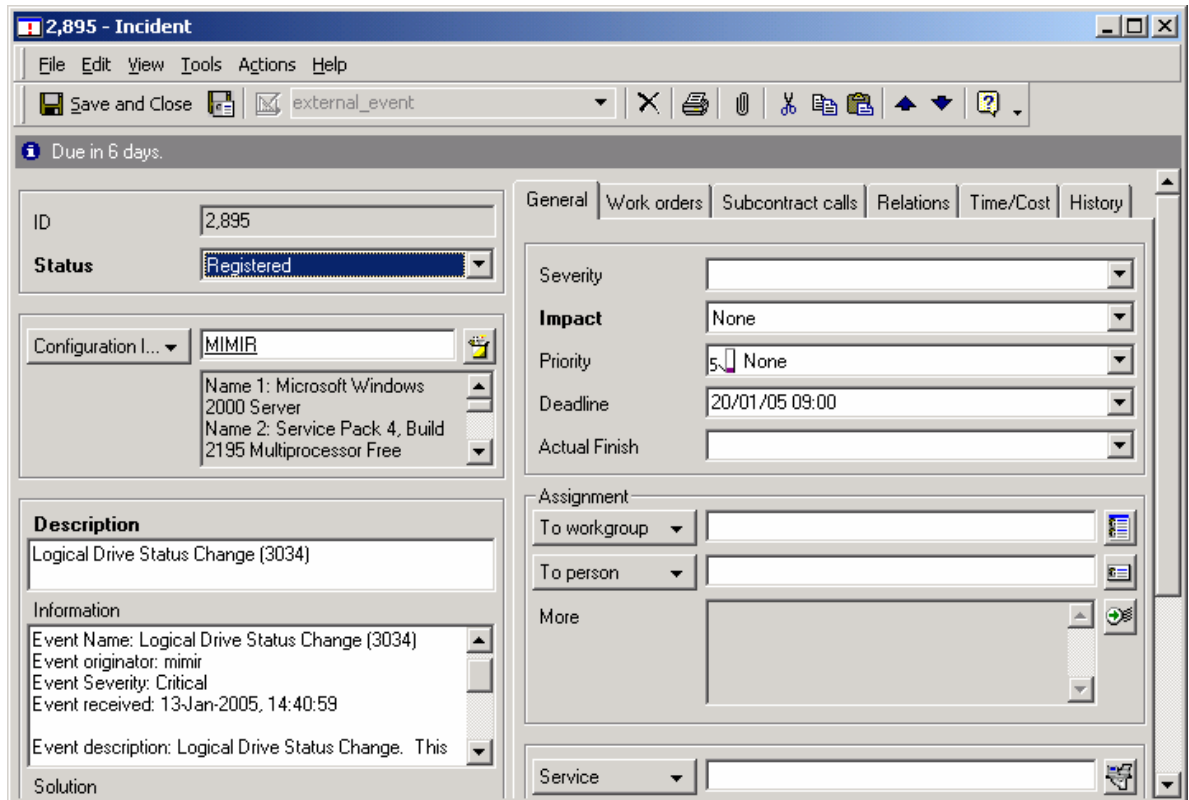 2,895 - Incident
File Edit View Tools Actions Help
Save and Close external_event
Due in 6 days.
ID 2,895
Status Registered
Configuration I... MIMIR
Name 1: Microsoft Windows
2000 Server
Name 2: Service Pack 4, Build
2195 Multiprocessor Free
Description
Logical Drive Status Change (3034)
Information
Event Name: Logical Drive Status Change (3034)
Event originator: mimir
Event Severity: Critical
Event received: 13-Jan-2005, 14:40:59
Event description: Logical Drive Status Change.  This
Solution
General Work orders Subcontract calls Relations Time/Cost History
Severity
Impact None
Priority 5 None
Deadline 20/01/05 09:00
Actual Finish
Assignment
To workgroup
To person
More
Service